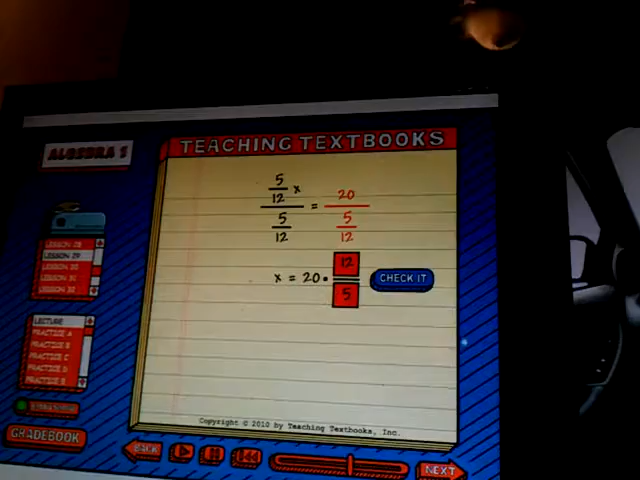 TEACHING TEXTBOOKS
ALGEBRA 1
5
12 x
5
12
=
20
5
12
x = 20 • 12
5
CHECK IT
LESSON 28
LESSON 29
LESSON 30
LESSON 31
LESSON 32
LECTURE
PRACTICE A
PRACTICE B
PRACTICE C
PRACTICE D
PRACTICE E
GRADEBOOK
Copyright © 2010 by Teaching Textbooks, Inc.
BACK
NEXT